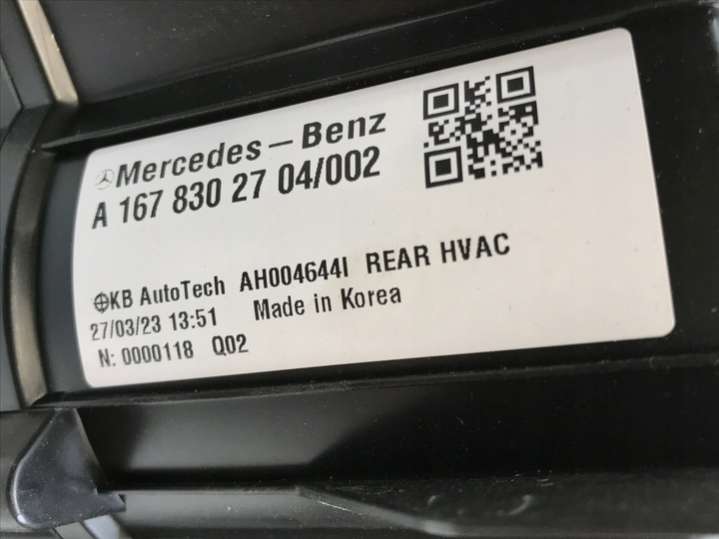 Mercedes-Benz
A 167 830 27 04/002
KB AutoTech AH004644I REAR HVAC
27/03/23 13:51 Made in Korea
N: 0000118 Q02